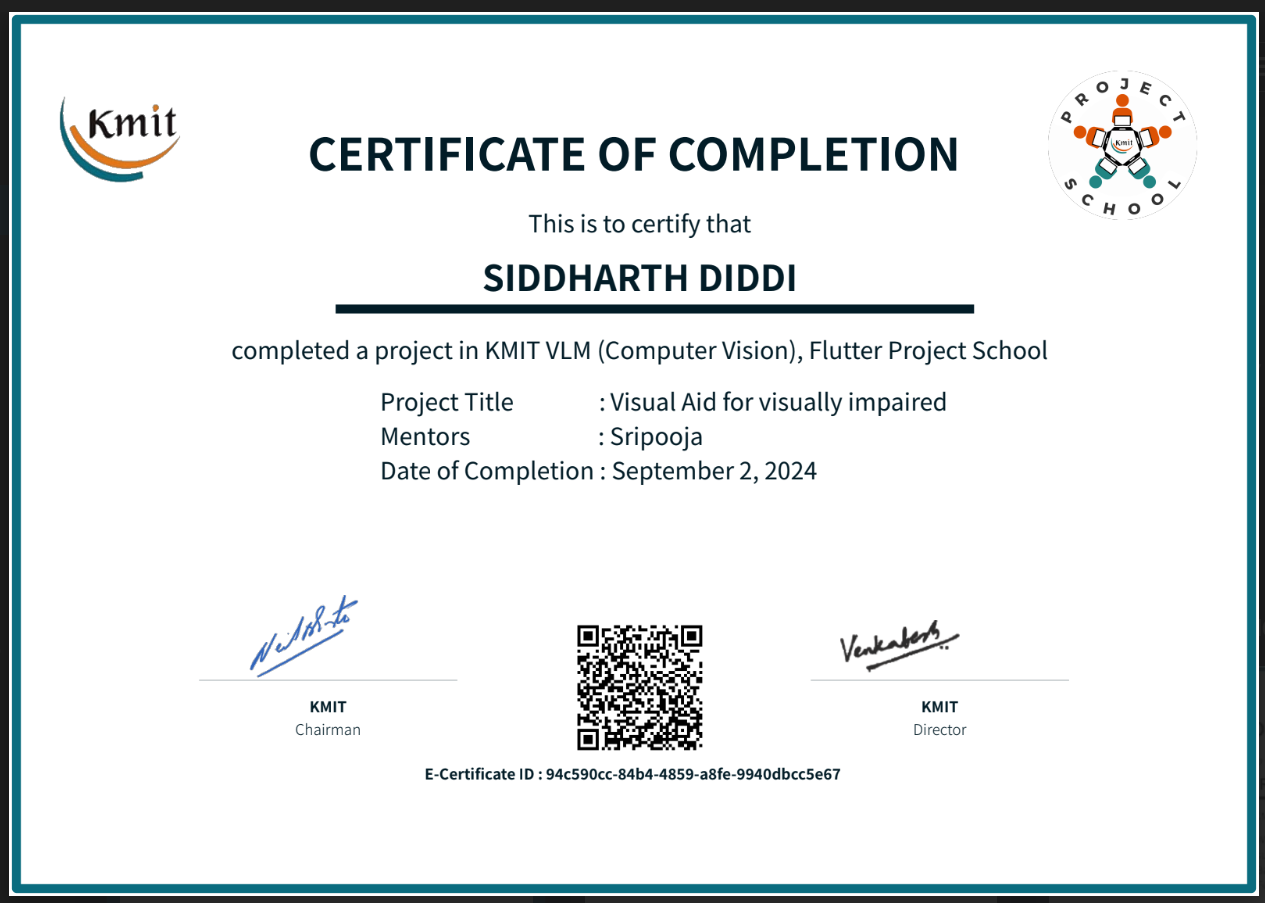 Kmit
PROJECT
Kmit
SCHOOL
CERTIFICATE OF COMPLETION
This is to certify that
SIDDHARTH DIDDI
completed a project in KMIT VLM (Computer Vision), Flutter Project School
Project Title : Visual Aid for visually impaired
Mentors : Sripooja
Date of Completion : September 2, 2024
Venkatesh
KMIT
Chairman
KMIT
Director
E-Certificate ID : 94c590cc-84b4-4859-a8fe-9940dbcc5e67